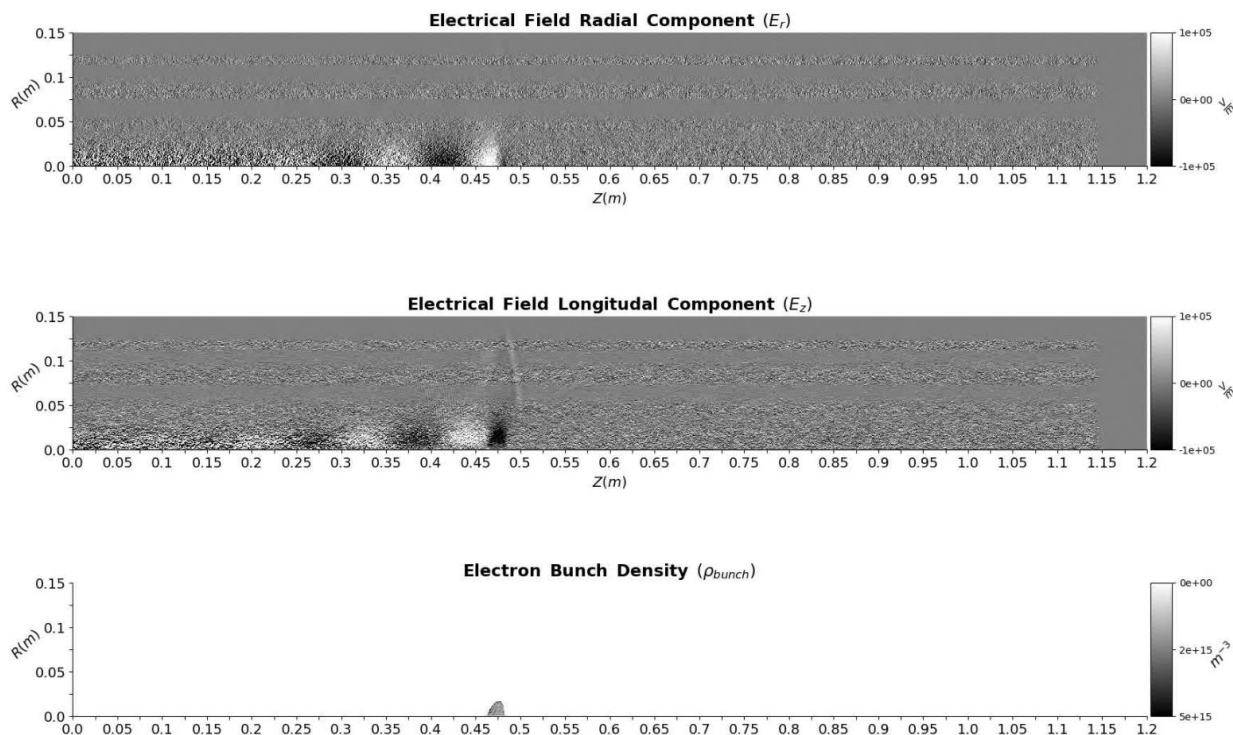 Electrical Field Radial Component (E_r)
0.15
0.1
0.05
0.0
R(m)
0.0 0.05 0.1 0.15 0.2 0.25 0.3 0.35 0.4 0.45 0.5 0.55 0.6 0.65 0.7 0.75 0.8 0.85 0.9 0.95 1.0 1.05 1.1 1.15 1.2
Z(m)
1e+05
0e+00
-1e+05
V/m
Electrical Field Longitudal Component (E_z)
0.15
0.1
0.05
0.0
R(m)
0.0 0.05 0.1 0.15 0.2 0.25 0.3 0.35 0.4 0.45 0.5 0.55 0.6 0.65 0.7 0.75 0.8 0.85 0.9 0.95 1.0 1.05 1.1 1.15 1.2
Z(m)
1e+05
0e+00
-1e+05
V/m
Electron Bunch Density (ρ_bunch)
0.15
0.1
0.05
0.0
R(m)
0.0 0.05 0.1 0.15 0.2 0.25 0.3 0.35 0.4 0.45 0.5 0.55 0.6 0.65 0.7 0.75 0.8 0.85 0.9 0.95 1.0 1.05 1.1 1.15 1.2
0e+00
2e+15
5e+15
m⁻³